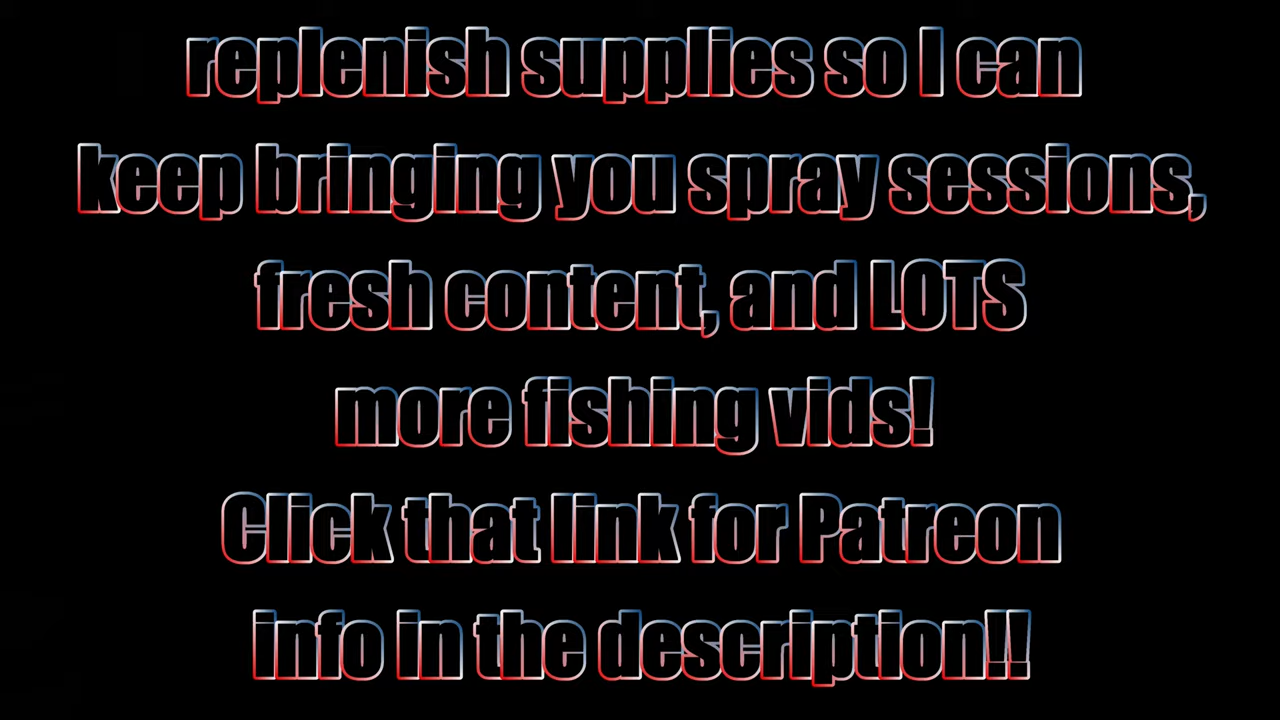 replenish supplies so I can
keep bringing you spray sessions,
fresh content, and LOTS
more fishing vids!
Click that link for Patreon
info in the description!!